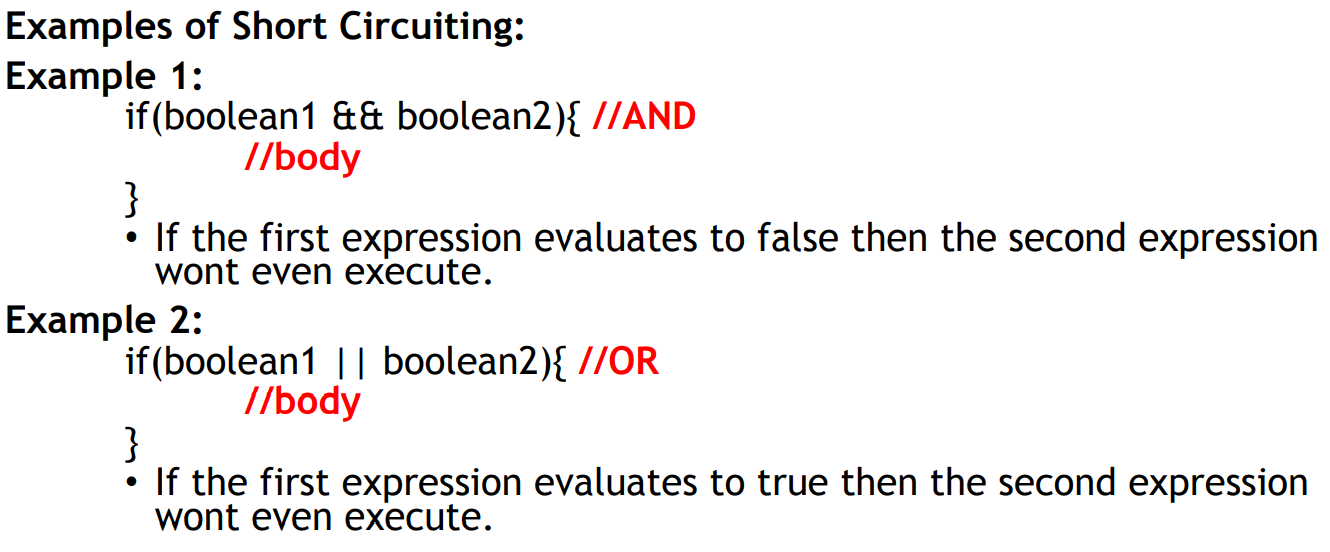 Examples of Short Circuiting:
Example 1:
if(boolean1 && boolean2){ //AND
//body
}
• If the first expression evaluates to false then the second expression
wont even execute.
Example 2:
if(boolean1 || boolean2){ //OR
//body
}
• If the first expression evaluates to true then the second expression
wont even execute.